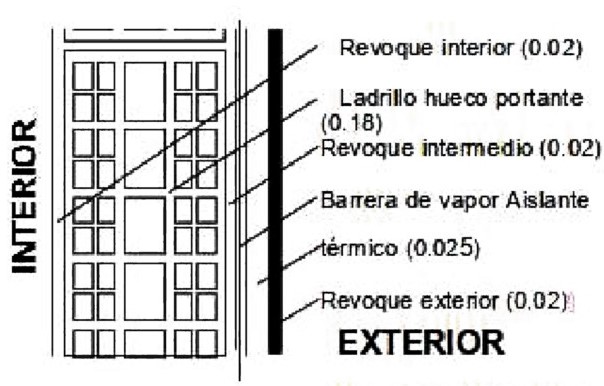 INTERIOR
Revoque interior (0.02)
Ladrillo hueco portante
(0.18)
Revoque intermedio (0.02)
Barrera de vapor Aislante
térmico (0.025)
Revoque exterior (0.02)
EXTERIOR